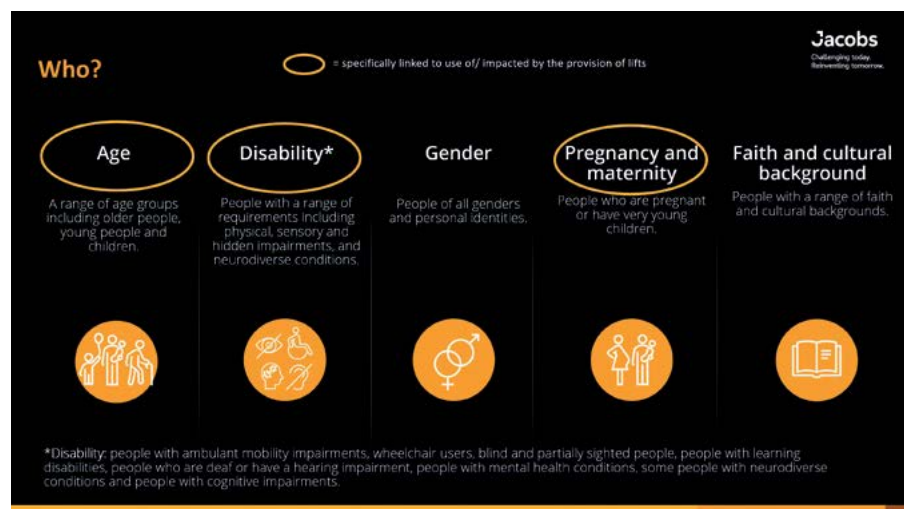 Jacobs
Challenging today.
Reinventing tomorrow.
Who?
= specifically linked to use of/ impacted by the provision of lifts
Age
A range of age groups
including older people,
young people and
children.
Disability*
People with a range of
requirements including
physical, sensory and
hidden impairments, and
neurodiverse conditions.
Gender
People of all genders
and personal identities.
Pregnancy and
maternity
People who are pregnant
or have very young
children.
Faith and cultural
background
People with a range of faith
and cultural backgrounds.
*Disability: people with ambulant mobility impairments, wheelchair users, blind and partially sighted people, people with learning
disabilities, people who are deaf or have a hearing impairment, people with mental health conditions, some people with neurodiverse
conditions and people with cognitive impairments.